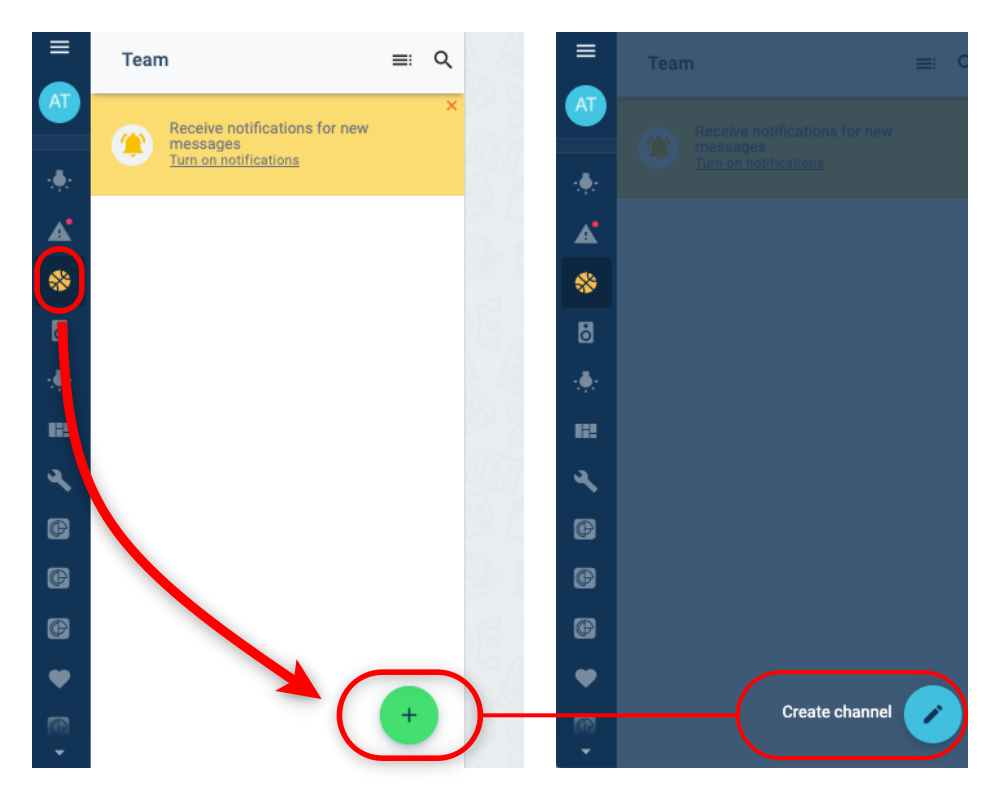 Team
AT
Receive notifications for new
messages
Turn on notifications
Team
AT
Receive notifications for new
messages
Turn on notifications
Create channel